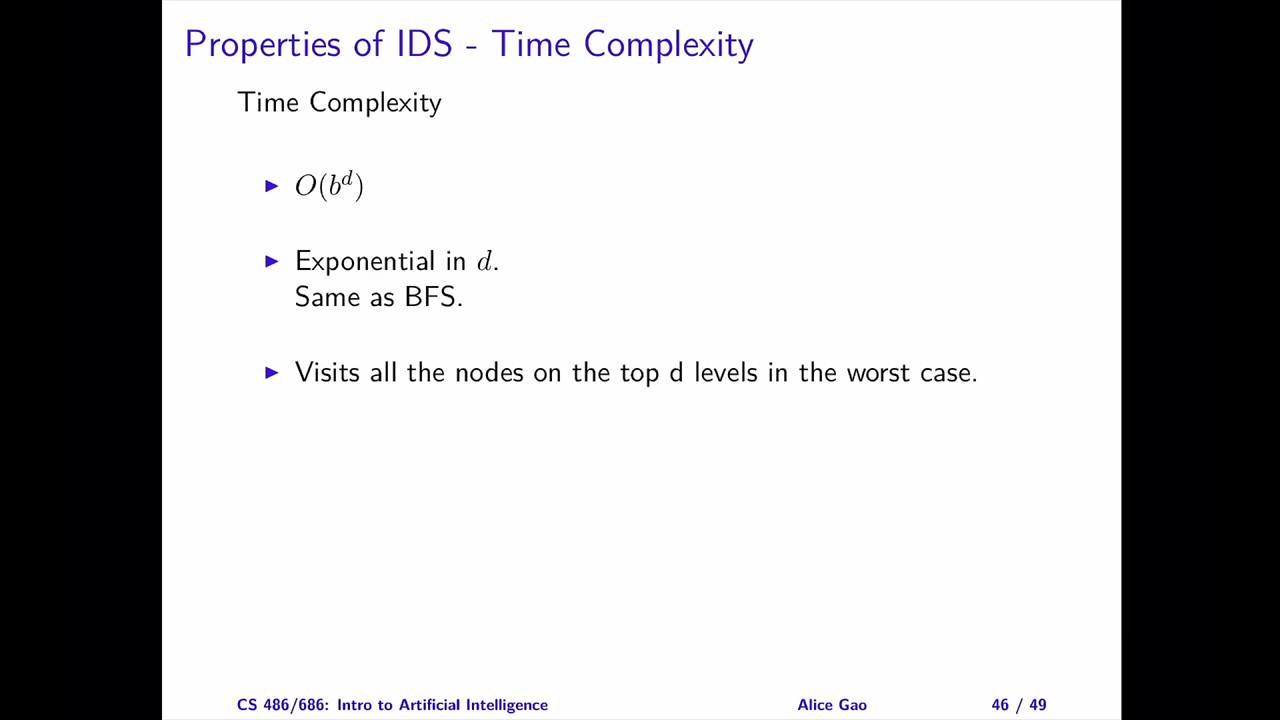 Properties of IDS - Time Complexity
Time Complexity
▶ O(b^d)
▶ Exponential in d.
Same as BFS.
▶ Visits all the nodes on the top d levels in the worst case.
CS 486/686: Intro to Artificial Intelligence Alice Gao 46 / 49